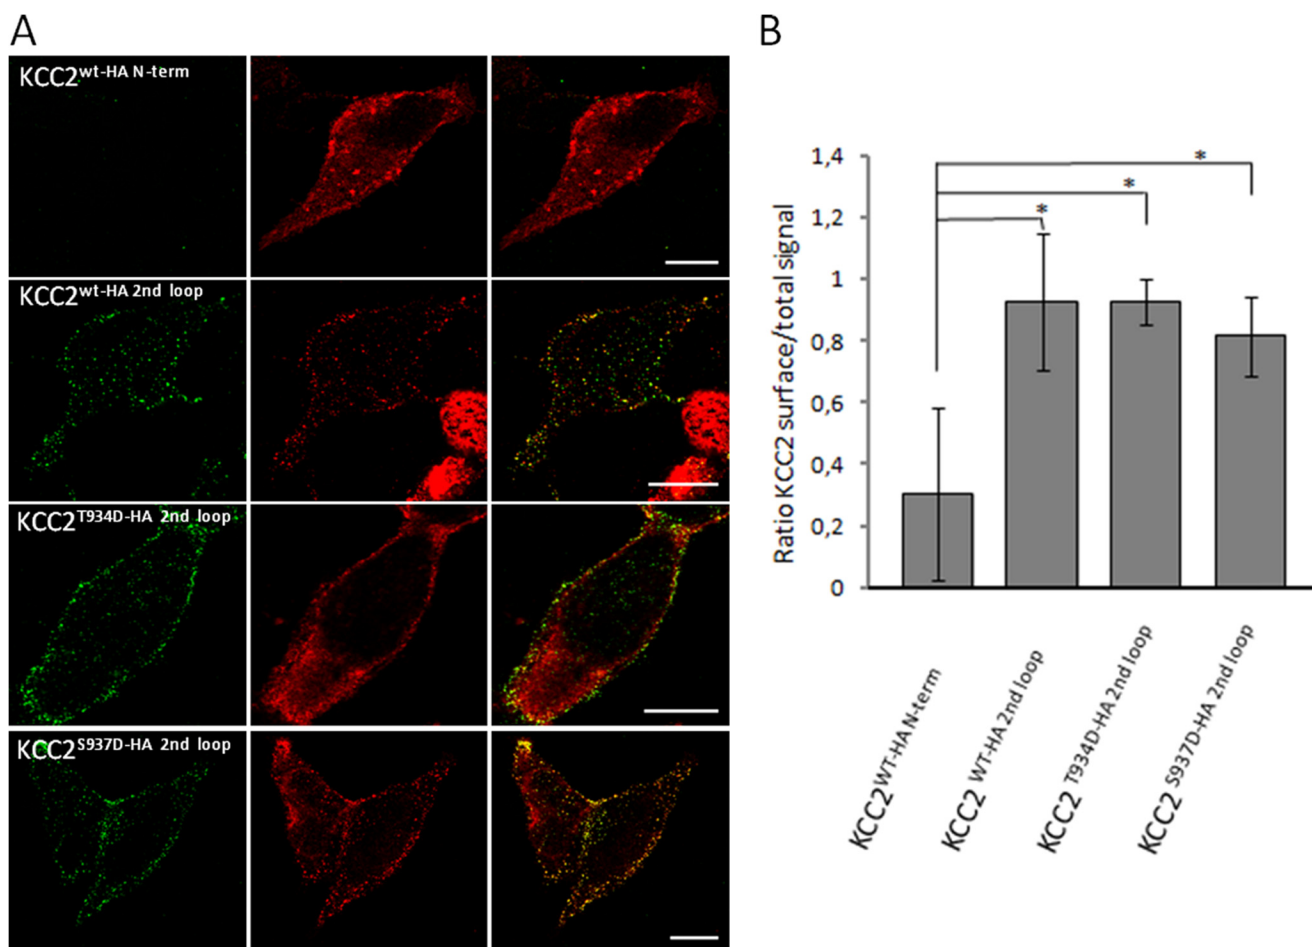 A
KCC2wt-HA N-term
KCC2wt-HA 2nd loop
KCC2T934D-HA 2nd loop
KCC2S937D-HA 2nd loop
B
Ratio KCC2 surface/total signal
1,4
1,2
1
0,8
0,6
0,4
0,2
0
*
*
*
KCC2WT-HA N-term
KCC2 WT-HA 2nd loop
KCC2 T934D-HA 2nd loop
KCC2 S937D-HA 2nd loop